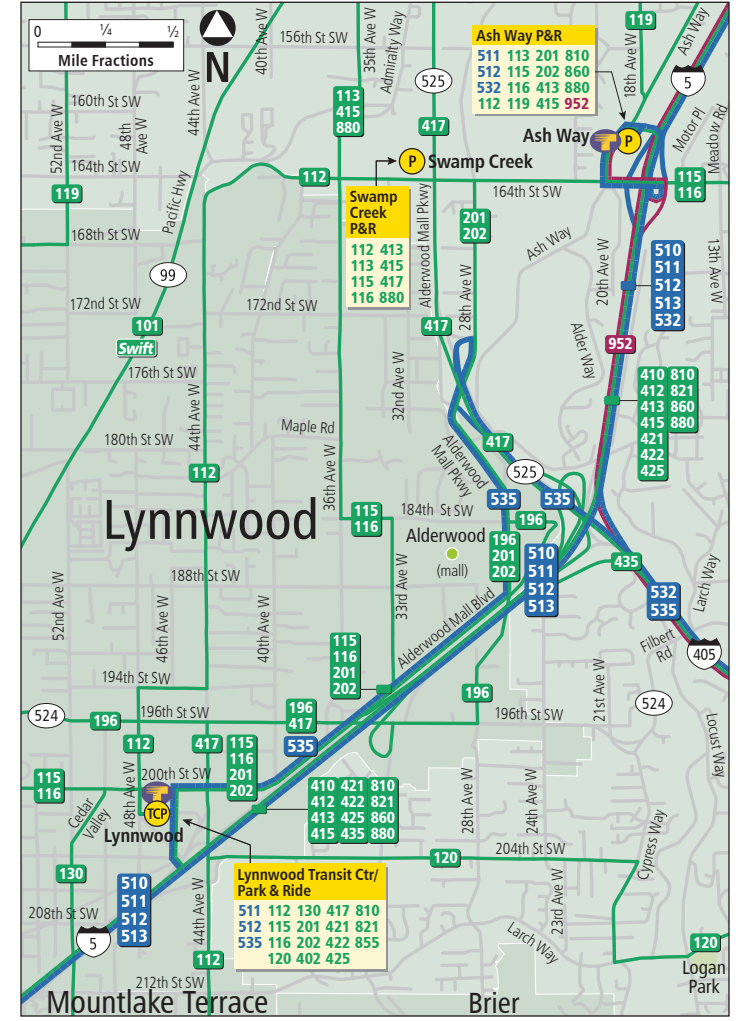 0 ¼ ½
Mile Fractions
N
40th Ave W
156th St SW
35th Ave W
Admiralty Way
525
Ash Way P&R
511 113 201 810
512 115 202 860
532 116 413 880
112 119 415 952
18th Ave W
119
Ash Way
5
160th St SW
52nd Ave W
48th
Ave W
44th Ave W
113
415
880
417
Ash Way
P
Motor Pl
Meadow Rd
164th St SW
119
112
P Swamp Creek
164th St SW
115
116
Swamp
Creek
P&R
112 413
113 415
115 417
116 880
Alderwood Mall Pkwy
201
202
Pacific Hwy
168th St SW
Ash Way
20th Ave W
510
511
512
513
532
13th Ave W
99
28th Ave W
172nd St SW
172nd St SW
101
Swift
417
Alder Way
952
176th St SW
32nd Ave W
410 810
412 821
413 860
415 880
421
422
425
44th Ave W
180th St SW
Maple Rd
417
Alderwood
Mall Pkwy
112
36th Ave W
525
535
535
Lynnwood
115
116
184th St SW
196
Alderwood
(mall)
196
201
202
510
511
512
513
435
188th St SW
52nd Ave W
46th Ave W
40th Ave W
33rd Ave W
Alderwood Mall Blvd
532
535
Larch Way
Filbert
Rd
405
115
116
201
202
194th St SW
196
21st Ave W
524
524
196
196th St SW
196
417
196th St SW
112
417
115
116
201
202
535
Locust Way
200th St SW
115
116
48th Ave W
TCP
Lynnwood
Cedar
Valley
410 421 810
412 422 821
413 425 860
415 435 880
28th Ave W
24th Ave W
Cypress Way
204th St SW
120
130
Lynnwood Transit Ctr/
Park & Ride
511 112 130 417 810
512 115 201 421 821
535 116 202 422 855
120 402 425
510
511
512
513
208th St SW
5
44th Ave W
23rd Ave W
Larch Way
112
120
Logan
Park
212th St SW
Mountlake Terrace
Brier